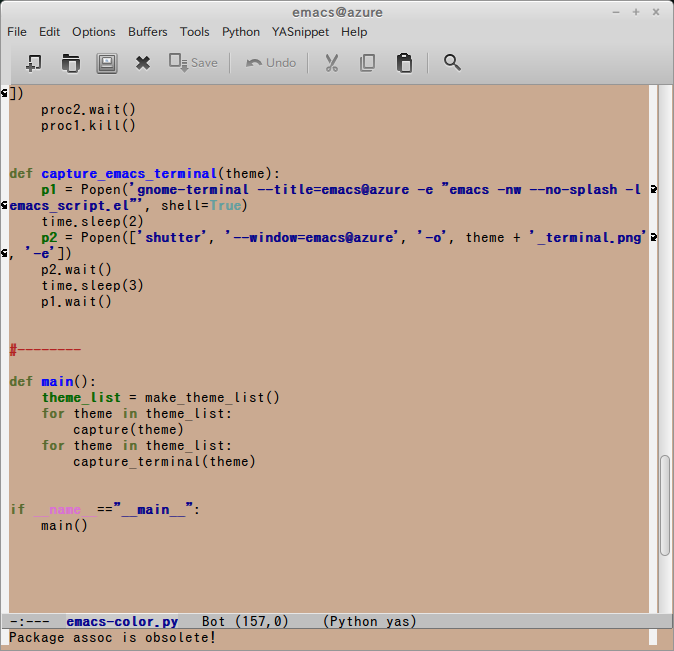 emacs@azure
File Edit Options Buffers Tools Python YASnippet Help
Save Undo
])
    proc2.wait()
    proc1.kill()
def capture_emacs_terminal(theme):
    p1 = Popen('gnome-terminal --title=emacs@azure -e "emacs -nw --no-splash -l
emacs_script.el"', shell=True)
    time.sleep(2)
    p2 = Popen(['shutter', '--window=emacs@azure', '-o', theme + '_terminal.png'
, '-e'])
    p2.wait()
    time.sleep(3)
    p1.wait()
#--------
def main():
    theme_list = make_theme_list()
    for theme in theme_list:
        capture(theme)
    for theme in theme_list:
        capture_terminal(theme)
if __name__=="__main__":
    main()
-:---  emacs-color.py   Bot (157,0)    (Python yas)
Package assoc is obsolete!